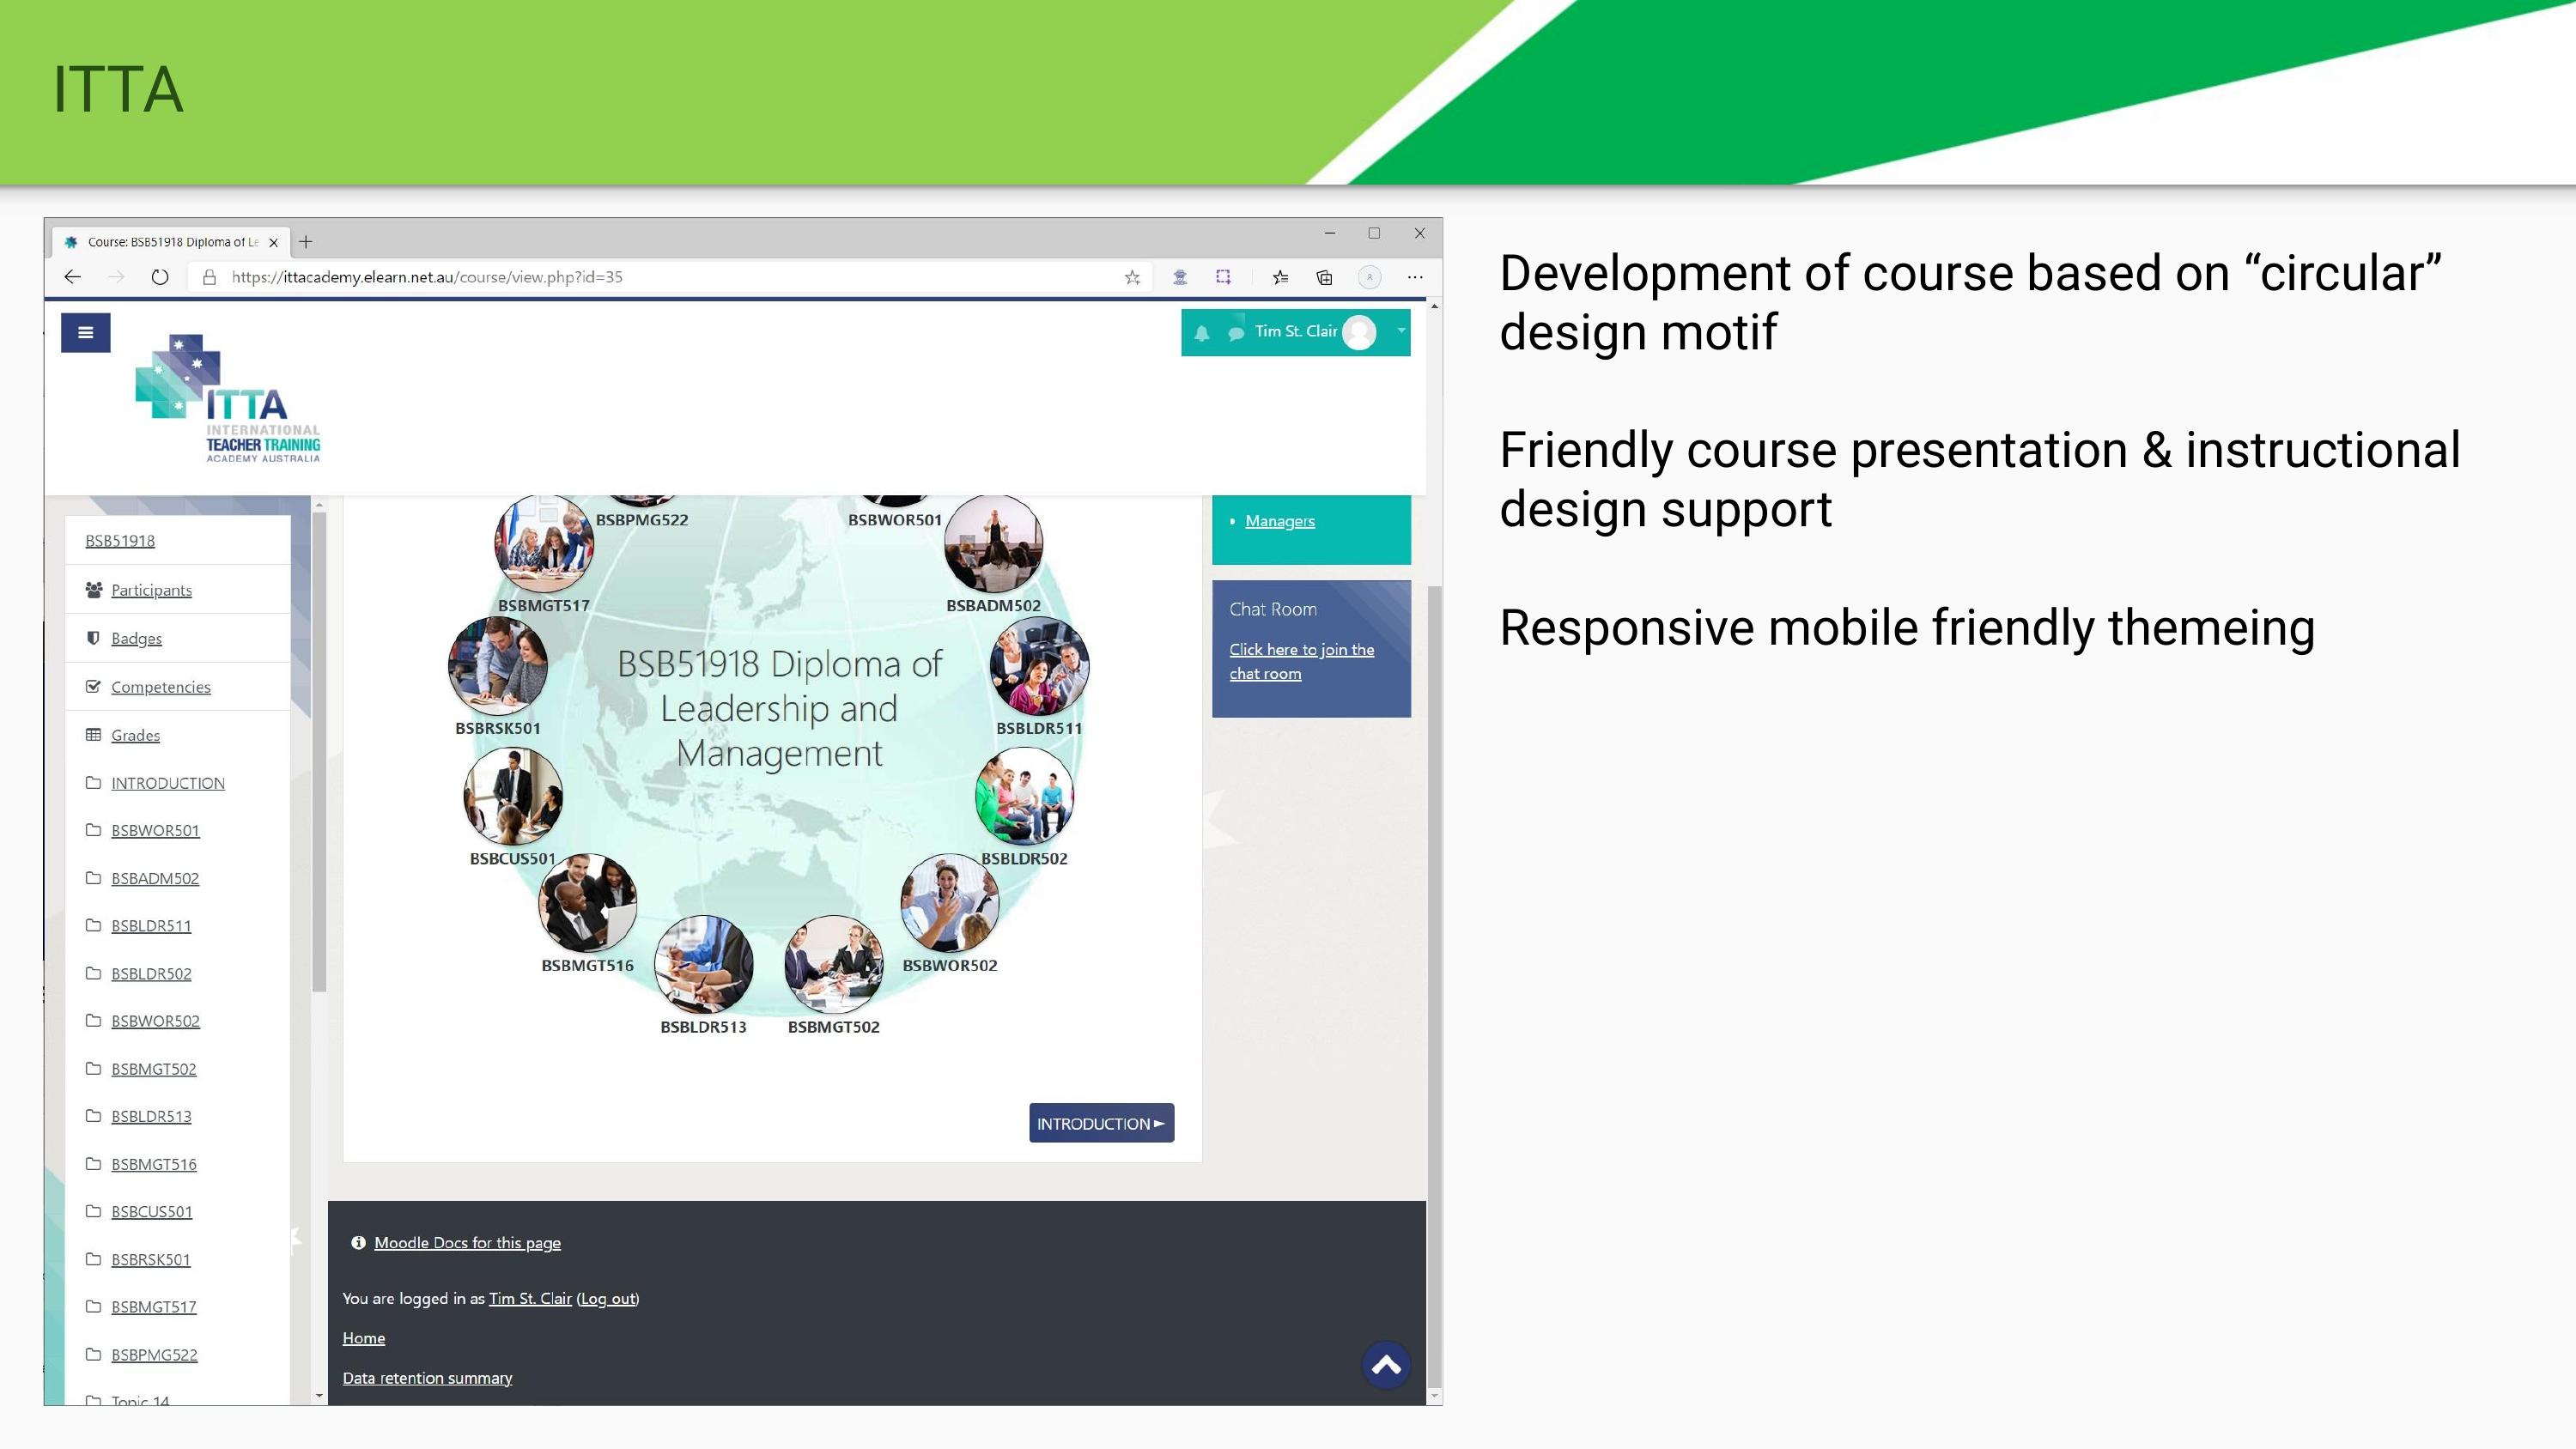 ITTA
Course: BSB51918 Diploma of Le
https://ittacademy.elearn.net.au/course/view.php?id=35
Tim St. Clair
ITTA
INTERNATIONAL
TEACHER TRAINING
ACADEMY AUSTRALIA
BSB51918
Participants
Badges
Competencies
Grades
INTRODUCTION
BSBWOR501
BSBADM502
BSBLDR511
BSBLDR502
BSBWOR502
BSBMGT502
BSBLDR513
BSBMGT516
BSBCUS501
BSBRSK501
BSBMGT517
BSBPMG522
Topic 14
BSBPMG522
BSBWOR501
BSBMGT517
BSBADM502
BSB51918 Diploma of
Leadership and
Management
BSBRSK501
BSBLDR511
BSBCUS501
BSBLDR502
BSBMGT516
BSBWOR502
BSBLDR513
BSBMGT502
INTRODUCTION
Managers
Chat Room
Click here to join the
chat room
Moodle Docs for this page
You are logged in as Tim St. Clair (Log out)
Home
Data retention summary
Development of course based on “circular”
design motif
Friendly course presentation & instructional
design support
Responsive mobile friendly themeing